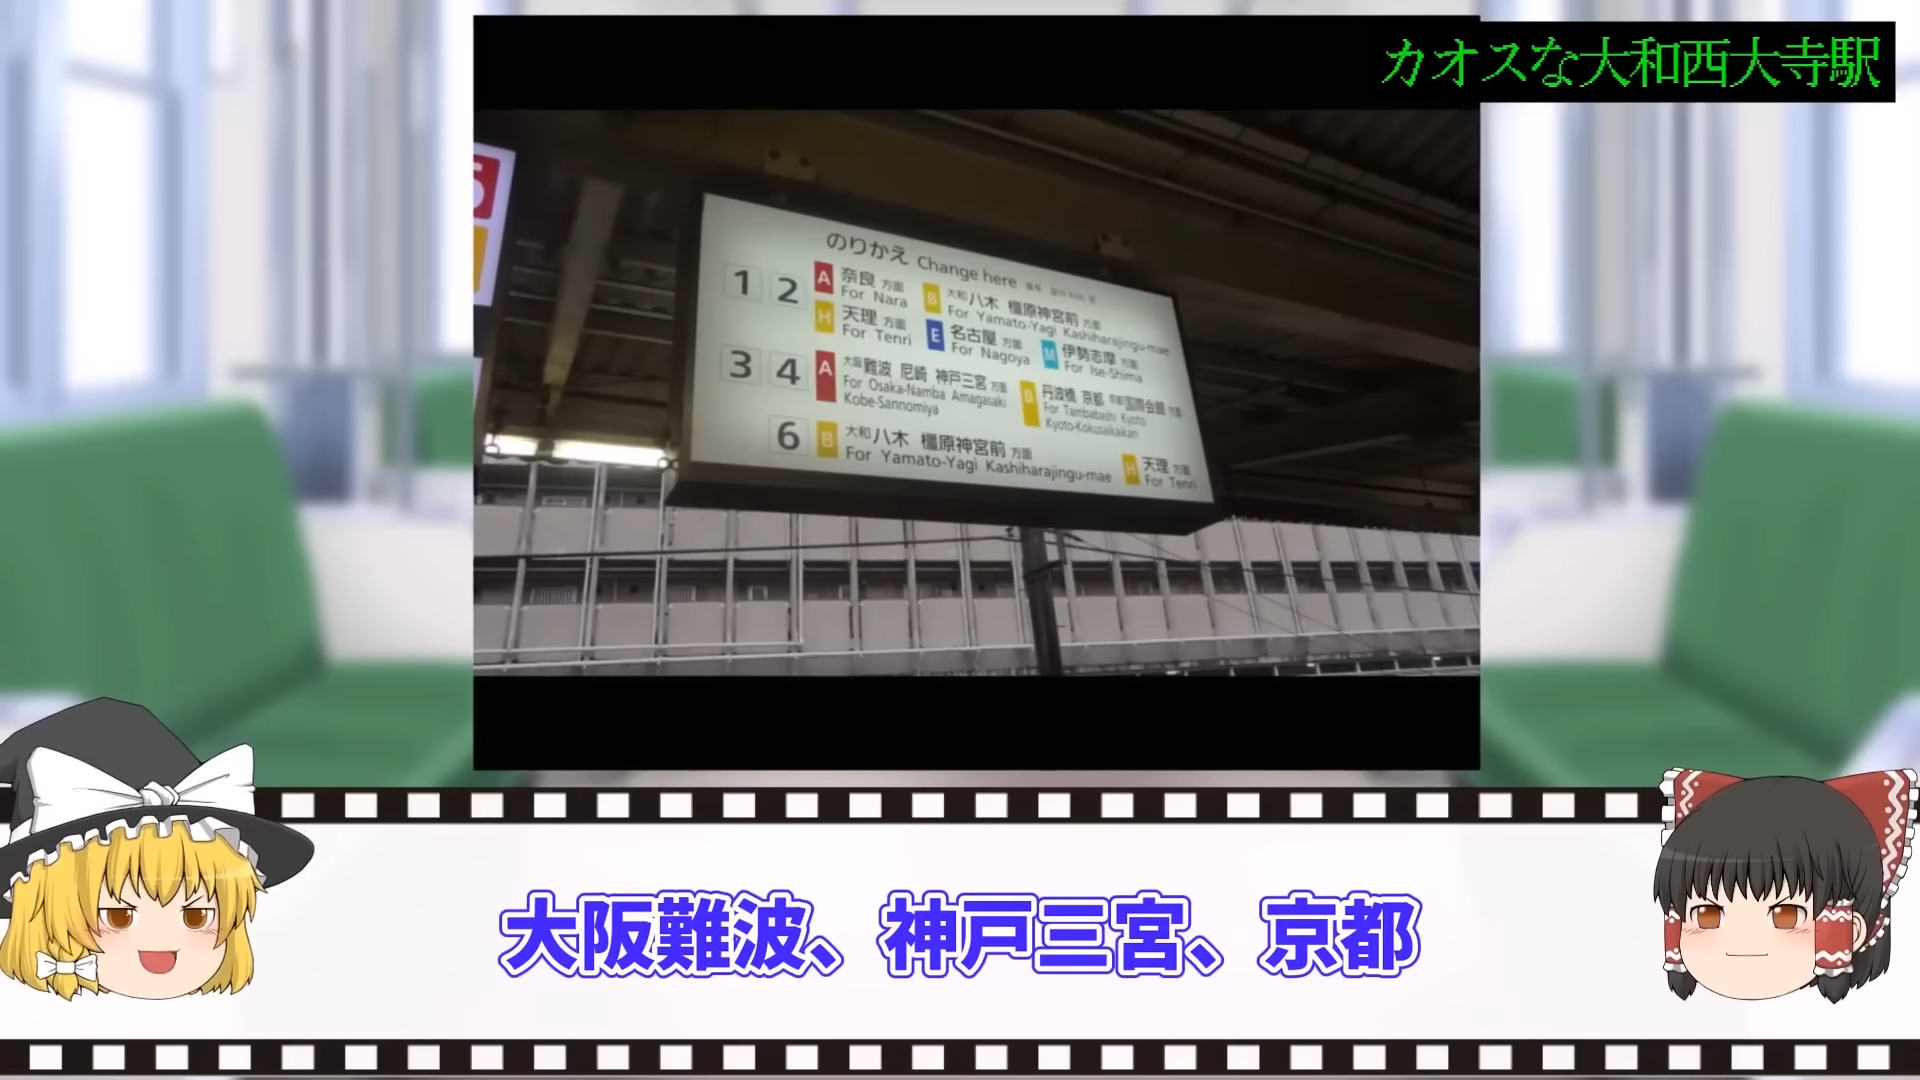 カオスな大和西大寺駅
のりかえ Change here
1 2 A 奈良 方面 B 大和八木 橿原神宮前 方面
For Nara For Yamato-Yagi Kashiharajingu-mae
H 天理 方面 E 名古屋 方面 M 伊勢志摩 方面
For Tenri For Nagoya For Ise-Shima
3 4 A 大阪難波 尼崎 神戸三宮 方面 B 丹波橋 京都 京都国際会館 方面
For Osaka-Namba Amagasaki For Tambabashi Kyoto
Kobe-Sannomiya Kyoto-Kokusaikaikan
6 B 大和八木 橿原神宮前 方面 H 天理 方面
For Yamato-Yagi Kashiharajingu-mae For Tenri
大阪難波、神戸三宮、京都